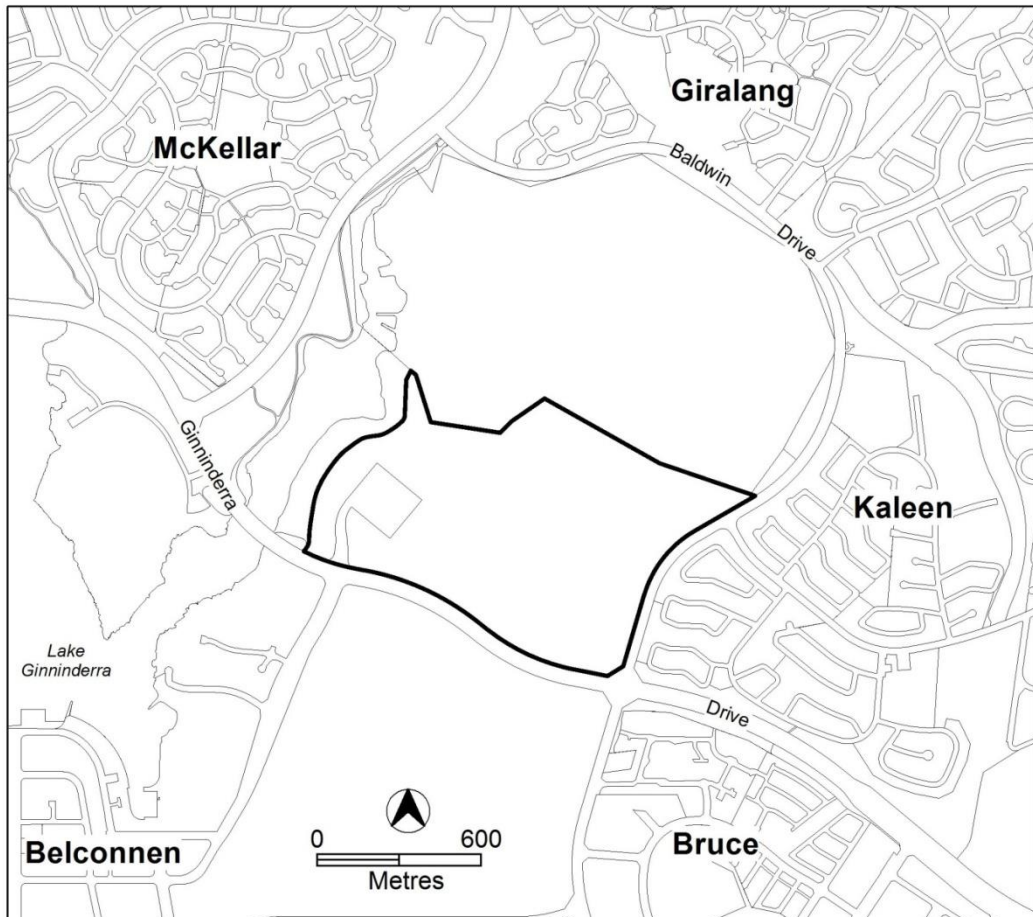 Giralang
McKellar
Baldwin
Drive
Ginninderra
Kaleen
Lake
Ginninderra
Drive
0 600
Metres
Belconnen
Bruce